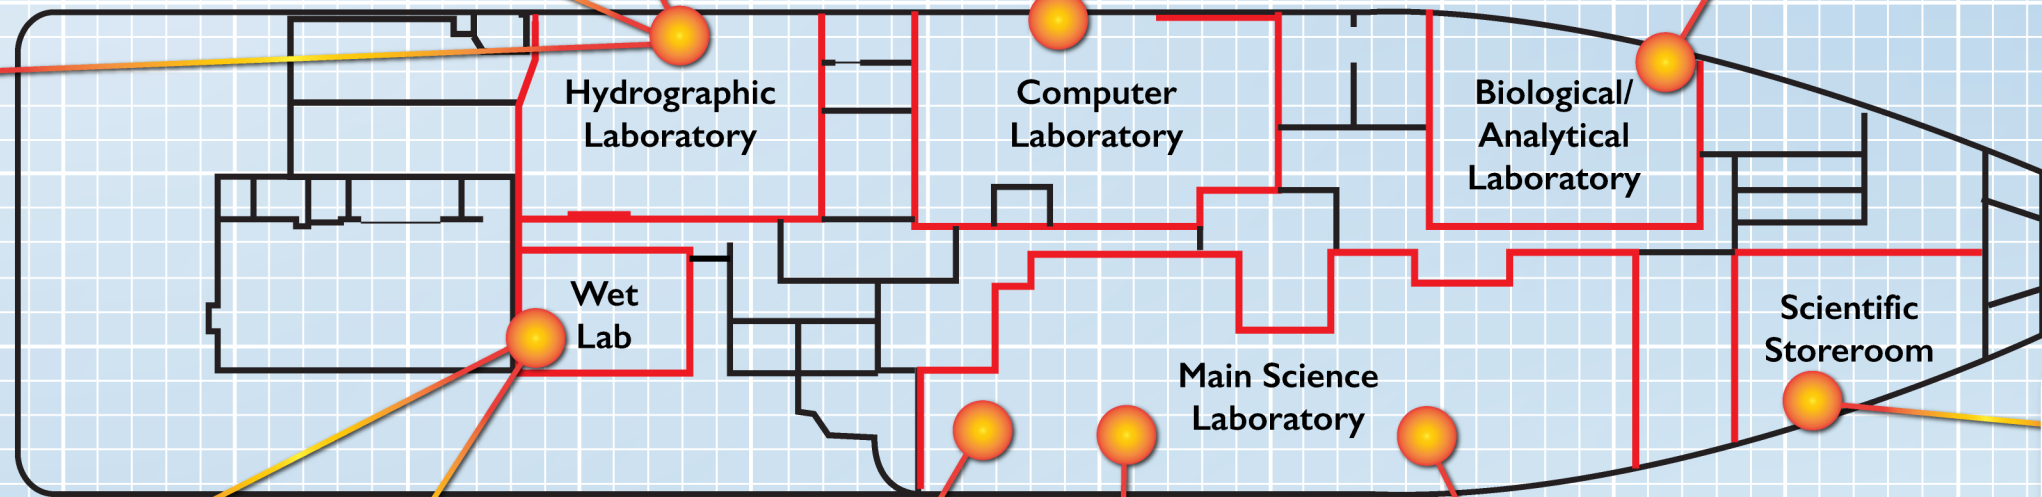 Hydrographic
Laboratory
Computer
Laboratory
Biological/
Analytical
Laboratory
Wet
Lab
Main Science
Laboratory
Scientific
Storeroom